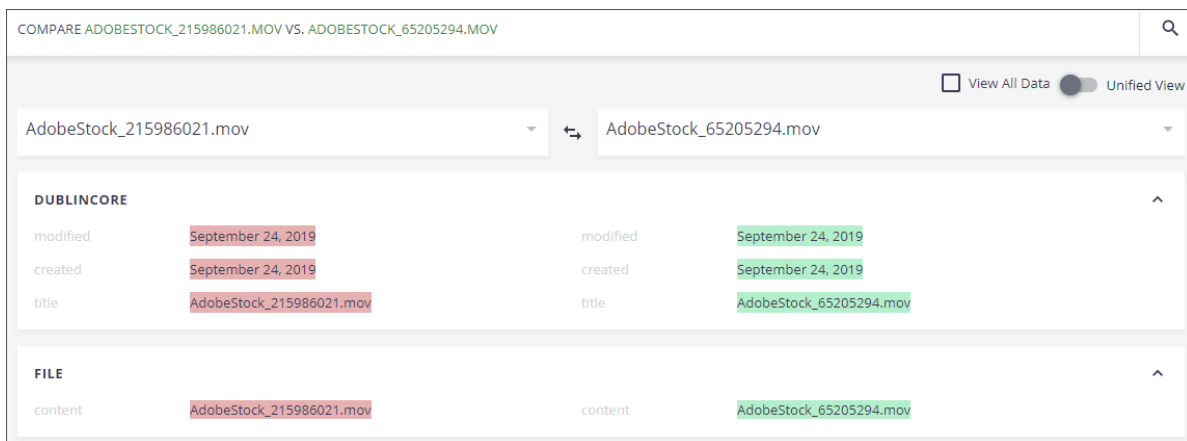 COMPARE ADOBESTOCK_215986021.MOV VS. ADOBESTOCK_65205294.MOV
View All Data Unified View
AdobeStock_215986021.mov AdobeStock_65205294.mov
DUBLINCORE
modified September 24, 2019 modified September 24, 2019
created September 24, 2019 created September 24, 2019
title AdobeStock_215986021.mov title AdobeStock_65205294.mov
FILE
content AdobeStock_215986021.mov content AdobeStock_65205294.mov